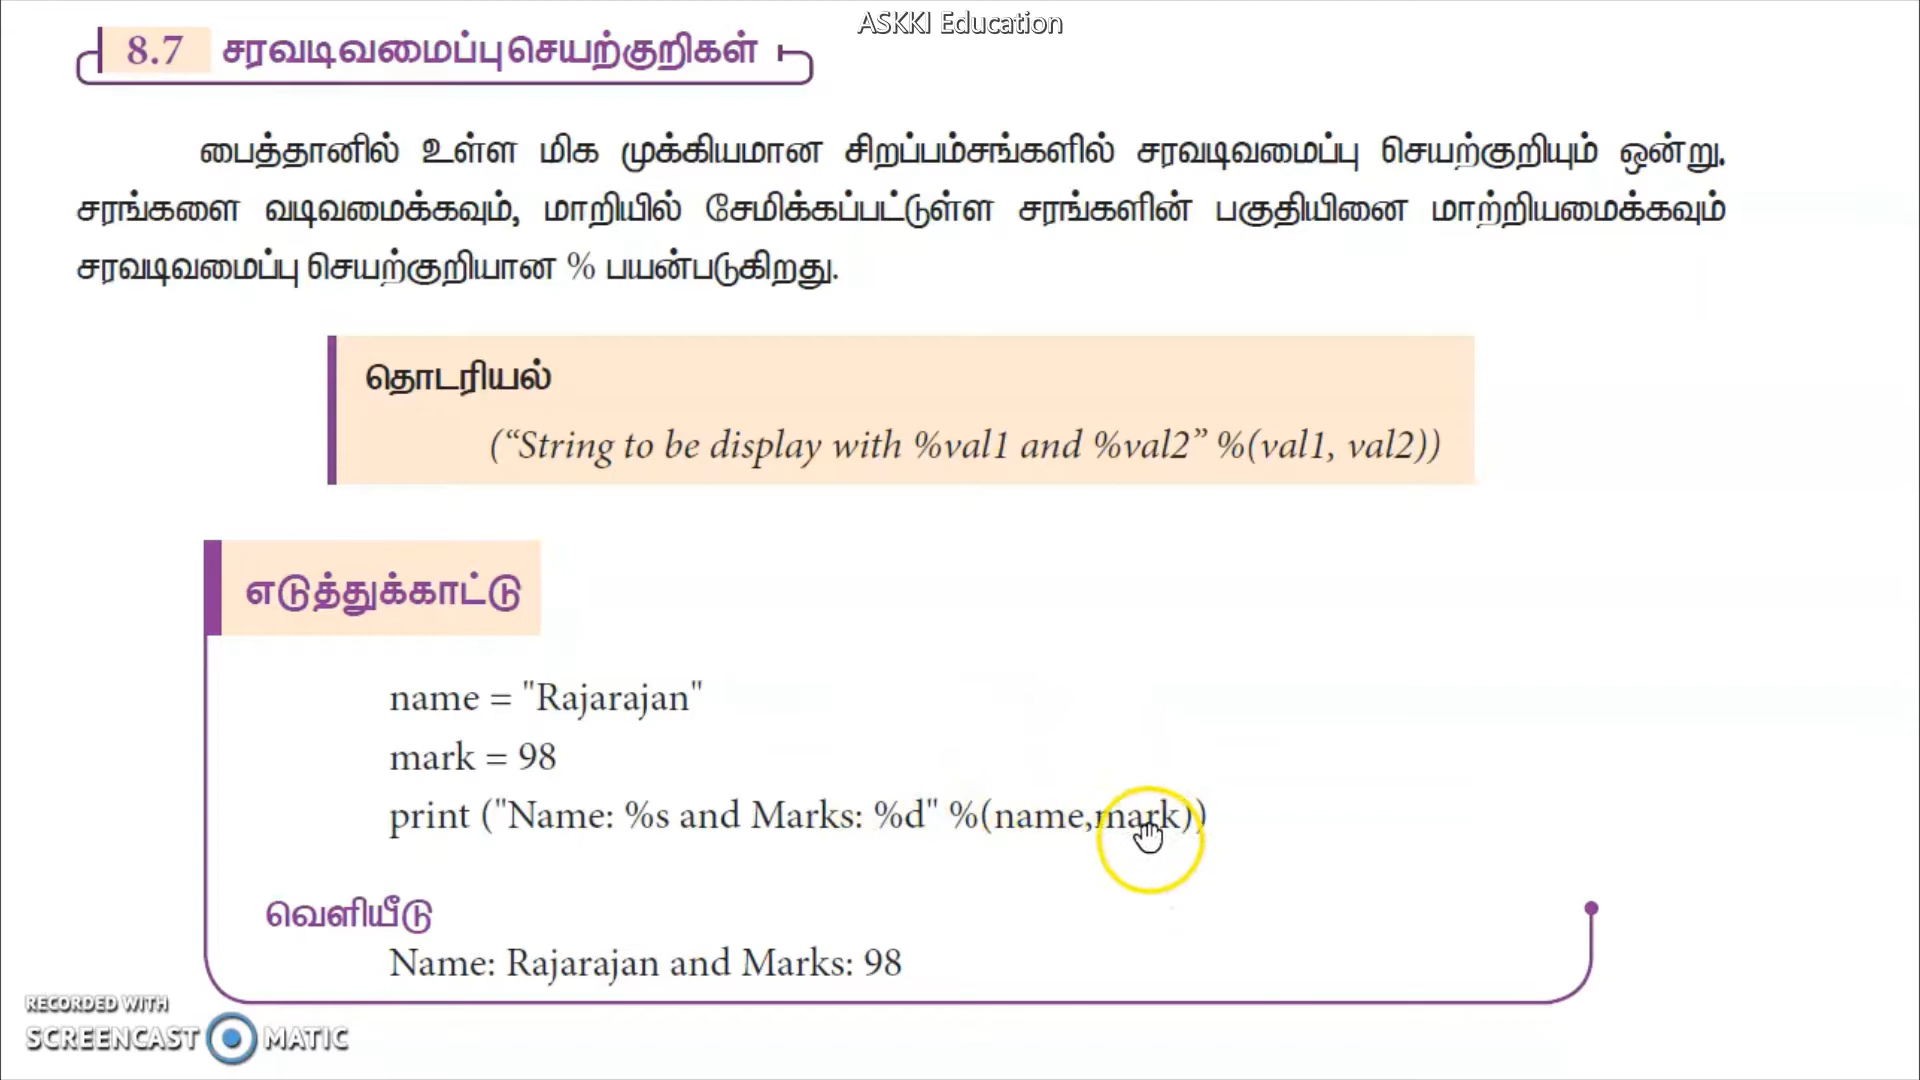 ASKKI Education
8.7 சரவடிவமைப்பு செயற்குறிகள்
பைத்தானில் உள்ள மிக முக்கியமான சிறப்பம்சங்களில் சரவடிவமைப்பு செயற்குறியும் ஒன்று.
சரங்களை வடிவமைக்கவும், மாறியில் சேமிக்கப்பட்டுள்ள சரங்களின் பகுதியினை மாற்றியமைக்கவும்
சரவடிவமைப்பு செயற்குறியான % பயன்படுகிறது.
தொடரியல்
(“String to be display with %val1 and %val2” %(val1, val2))
எடுத்துக்காட்டு
name = "Rajarajan"
mark = 98
print ("Name: %s and Marks: %d" %(name,mark))
வெளியீடு
Name: Rajarajan and Marks: 98
RECORDED WITH
SCREENCAST MATIC